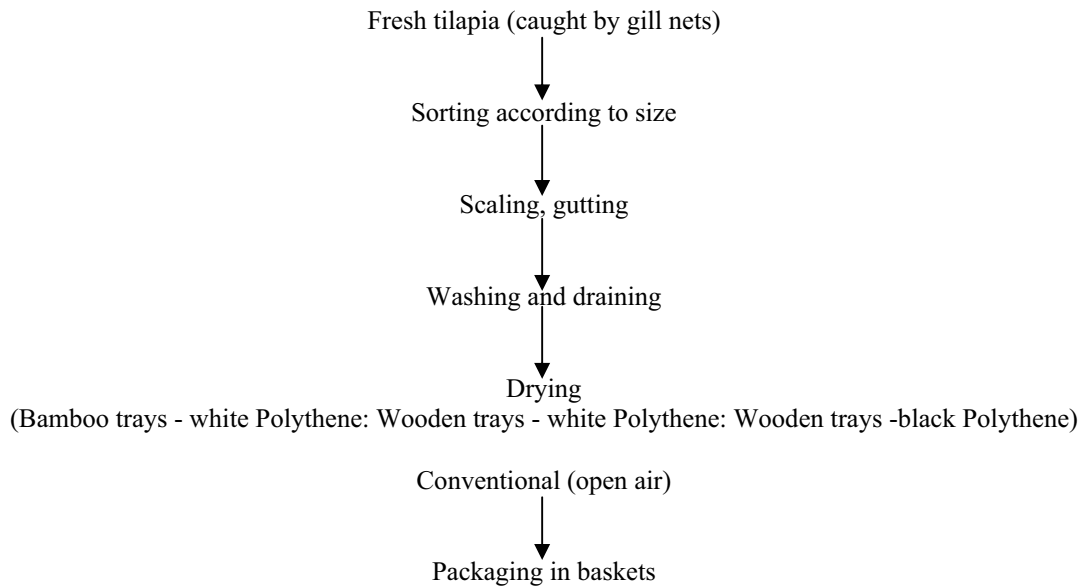 Fresh tilapia (caught by gill nets)
Sorting according to size
Scaling, gutting
Washing and draining
Drying
(Bamboo trays - white Polythene: Wooden trays - white Polythene: Wooden trays -black Polythene)
Conventional (open air)
Packaging in baskets